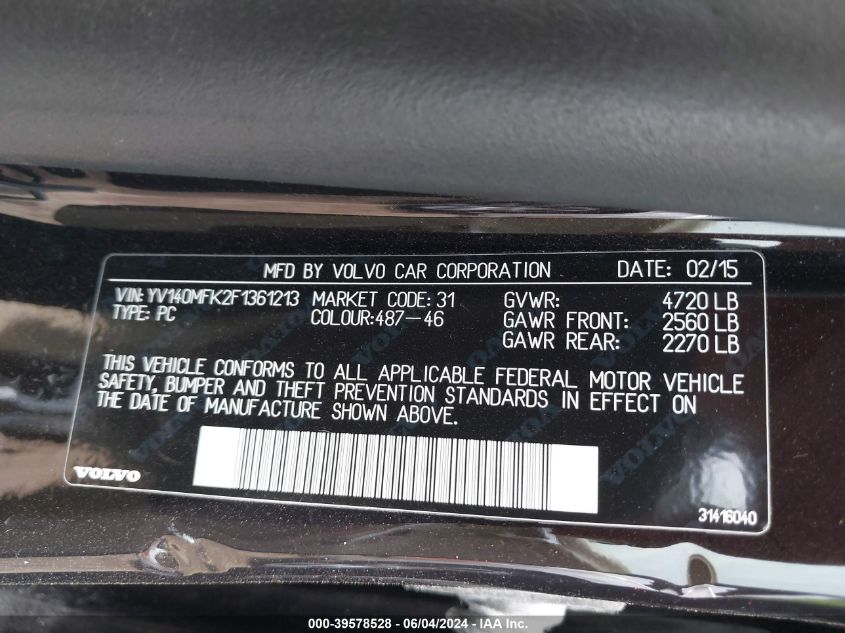 MFD BY VOLVO CAR CORPORATION DATE: 02/15
VIN: YV140MFK2F1361213 MARKET CODE: 31 GVWR: 4720 LB
TYPE: PC COLOUR:487-46 GAWR FRONT: 2560 LB
GAWR REAR: 2270 LB
THIS VEHICLE CONFORMS TO ALL APPLICABLE FEDERAL MOTOR VEHICLE
SAFETY, BUMPER AND THEFT PREVENTION STANDARDS IN EFFECT ON
THE DATE OF MANUFACTURE SHOWN ABOVE.
VOLVO
31416040
000-39578528 - 06/04/2024 - IAA Inc.